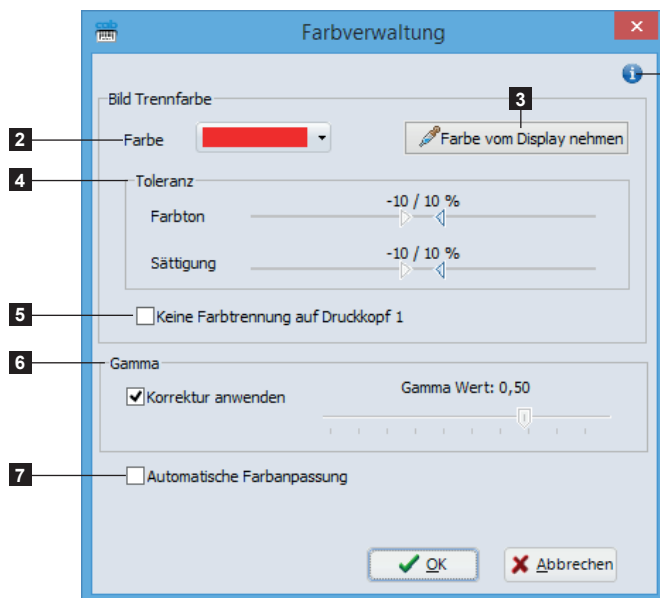 cab
Farbverwaltung
Bild Trennfarbe
3
2
Farbe
Farbe vom Display nehmen
4
Toleranz
-10 / 10 %
Farbton
-10 / 10 %
Sättigung
5
Keine Farbtrennung auf Druckkopf 1
6
Gamma
Korrektur anwenden
Gamma Wert: 0,50
7
Automatische Farbanpassung
OK
Abbrechen